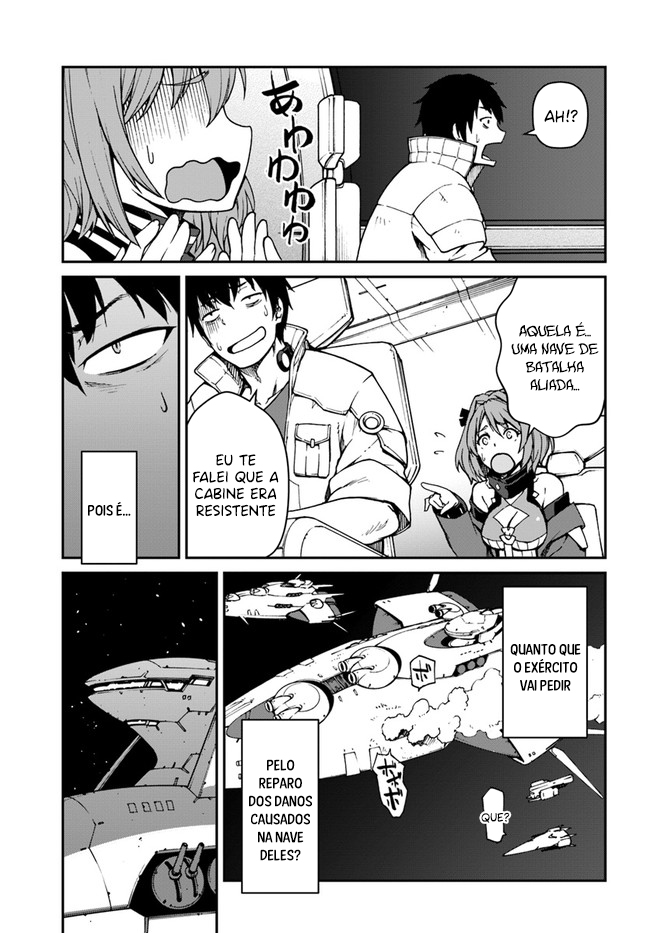 AH!?
あわわわわ
AQUELA É...
UMA NAVE DE
BATALHA
ALIADA...
EU TE
FALEI QUE A
CABINE ERA
RESISTENTE
POIS É...
QUANTO QUE
O EXÉRCITO
VAI PEDIR
PELO
REPARO
DOS DANOS
CAUSADOS
NA NAVE
DELES?
QUE?